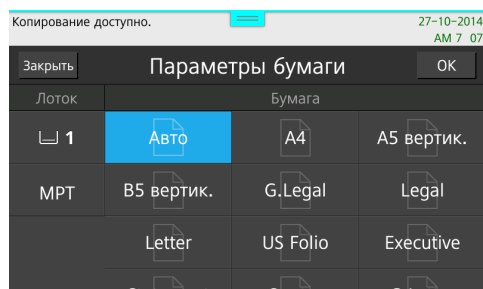 Копирование доступно.
27-10-2014
AM 7 07
Закрыть
Параметры бумаги
OK
Лоток
Бумага
1
Авто
A4
A5 вертик.
MPT
B5 вертик.
G.Legal
Legal
Letter
US Folio
Executive